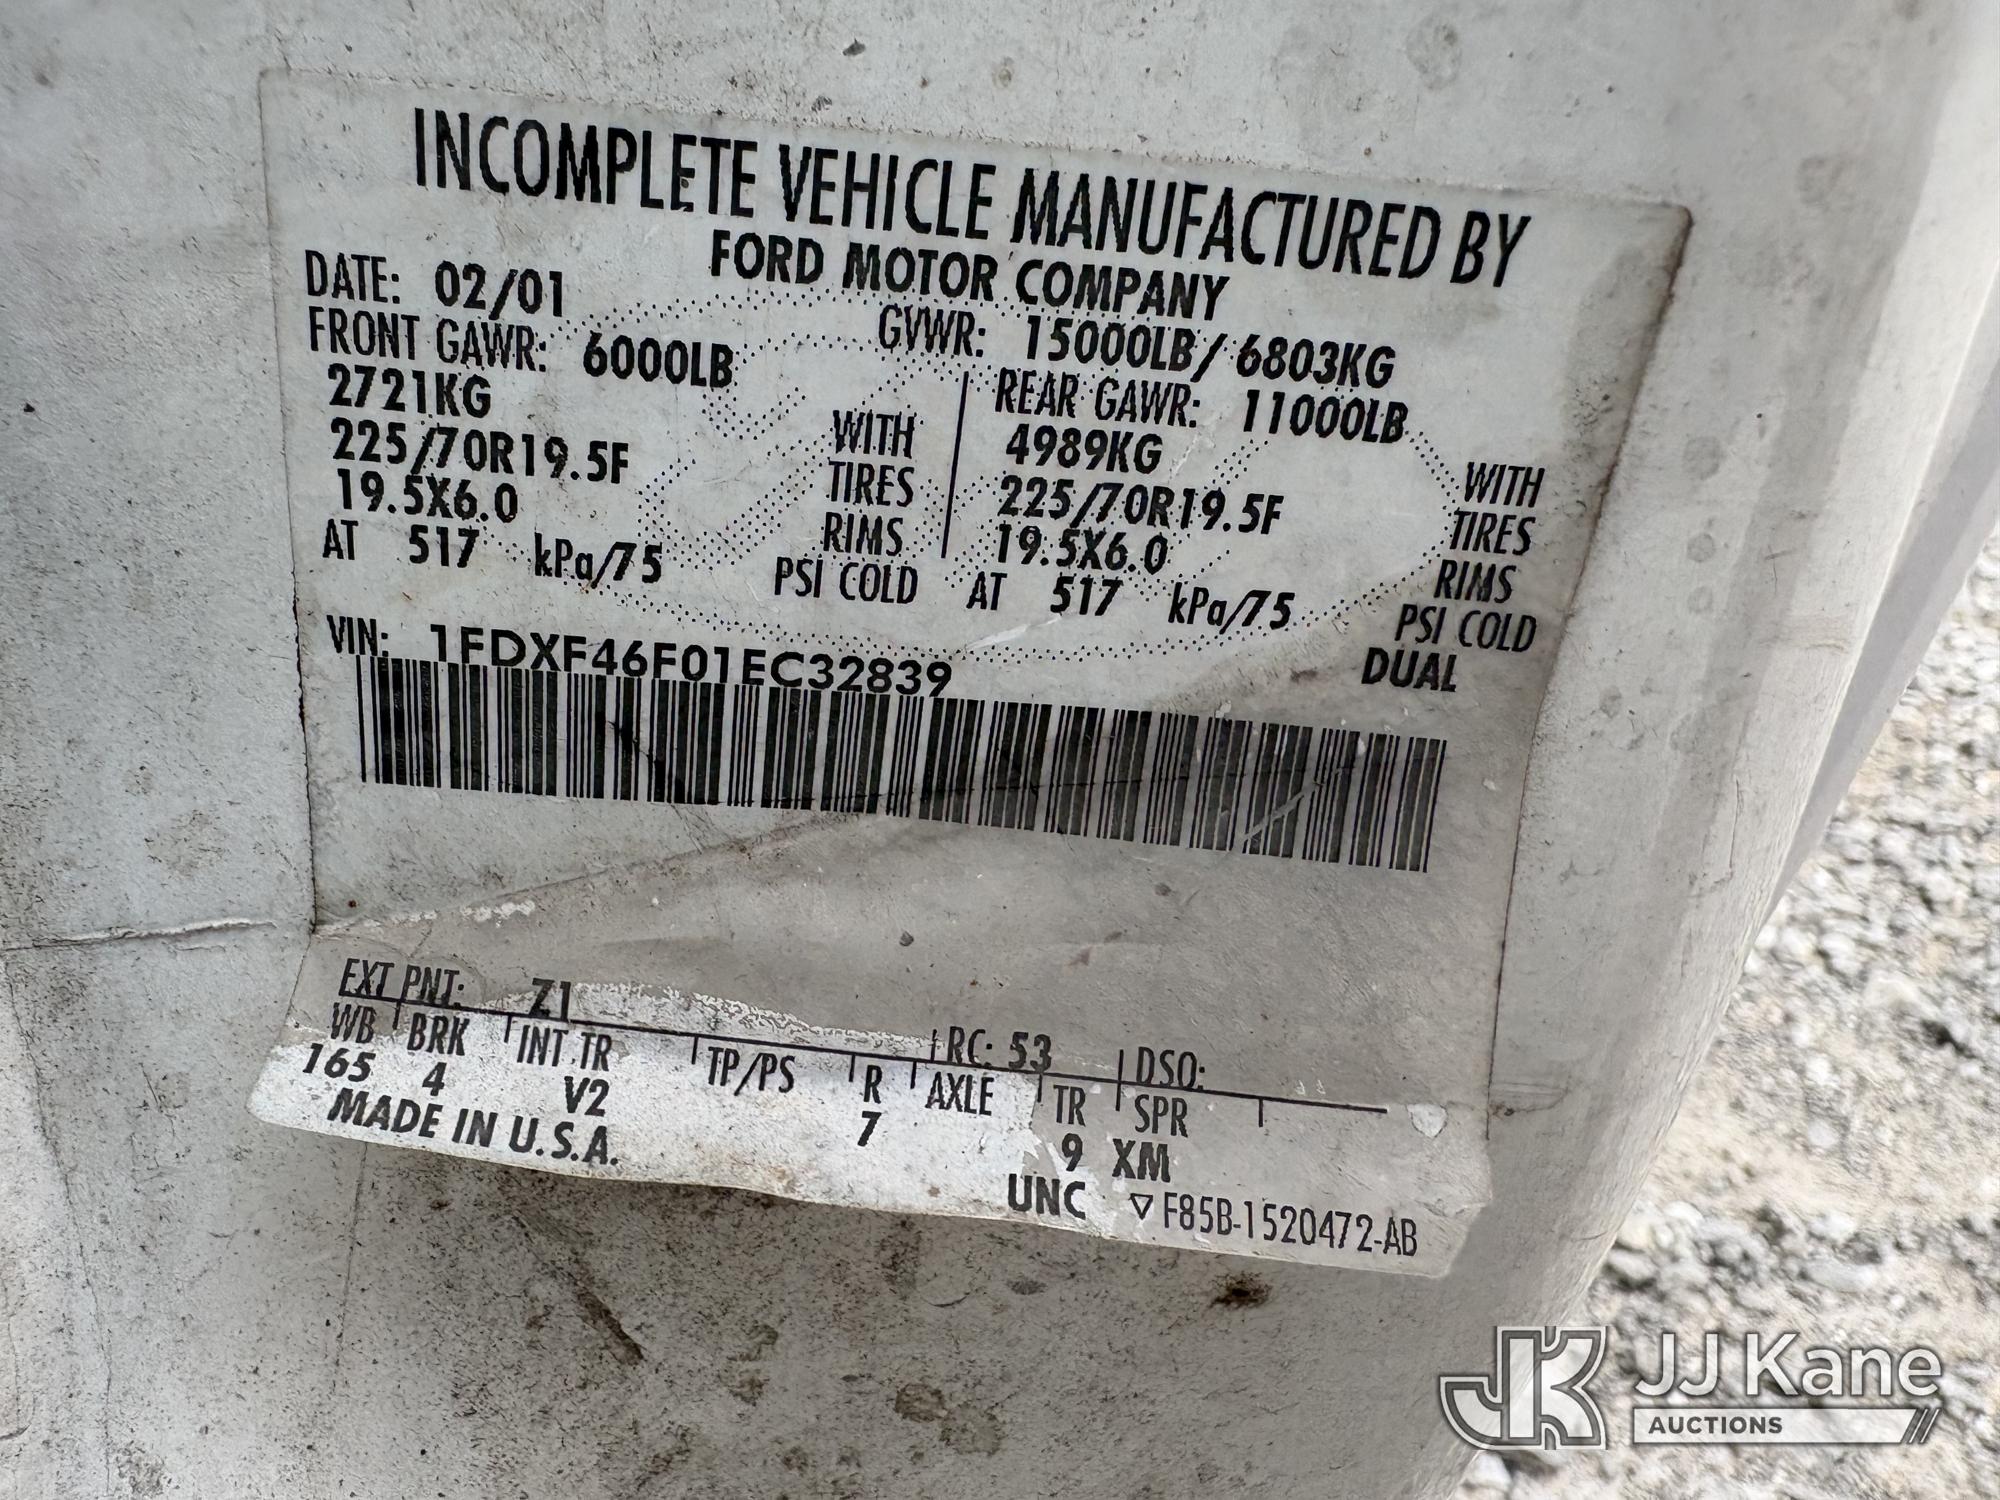 INCOMPLETE VEHICLE MANUFACTURED BY
FORD MOTOR COMPANY
DATE: 02/01 GVWR: 15000LB/ 6803KG
FRONT GAWR: 6000LB REAR GAWR: 11000LB
2721KG WITH 4989KG WITH
225/70R19.5F TIRES 225/70R19.5F TIRES
19.5X6.0 RIMS 19.5X6.0 RIMS
AT 517 kPa/75 PSI COLD AT 517 kPa/75 PSI COLD
DUAL
VIN: 1FDXF46F01EC32839
EXT PNT: Z1 RC: 53 DSO:
WB BRK INT TR TP/PS R AXLE TR SPR
165 4 V2 7 9 XM
MADE IN U.S.A. UNC ▽F85B-1520472-AB
JK JJ Kane
AUCTIONS